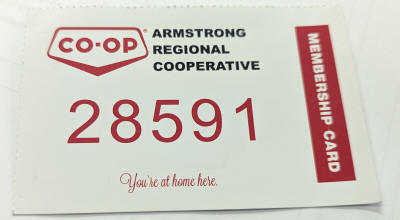 CO-OP®
ARMSTRONG
REGIONAL
COOPERATIVE
28591
You're at home here.
MEMBERSHIP CARD